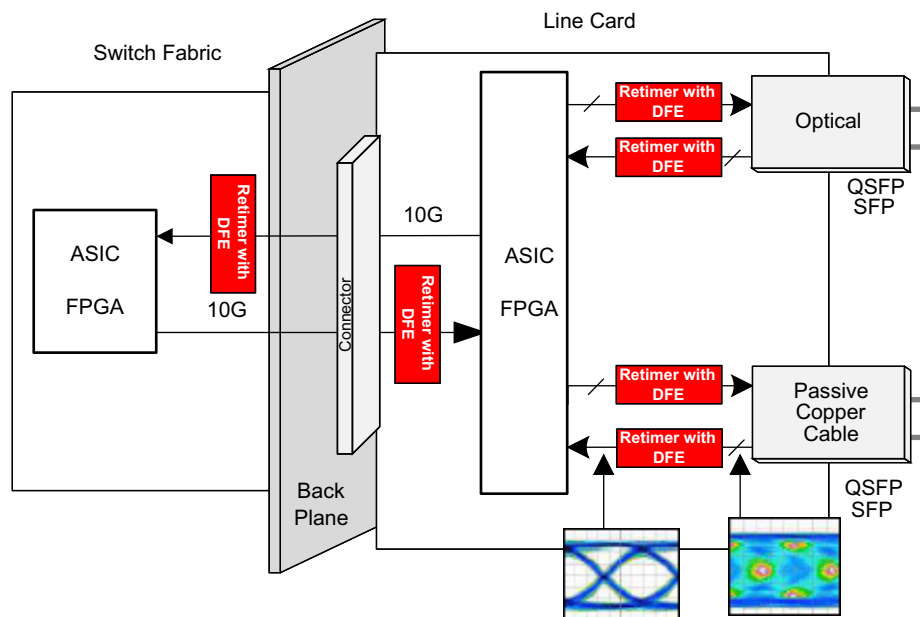 Line Card
Switch Fabric
Retimer with
DFE
Optical
Retimer with
DFE
QSFP
SFP
Retimer with
DFE
10G
ASIC
FPGA
ASIC
FPGA
10G
Connector
Retimer with
DFE
Retimer with
DFE
Passive
Copper
Cable
Retimer with
DFE
QSFP
SFP
Back
Plane